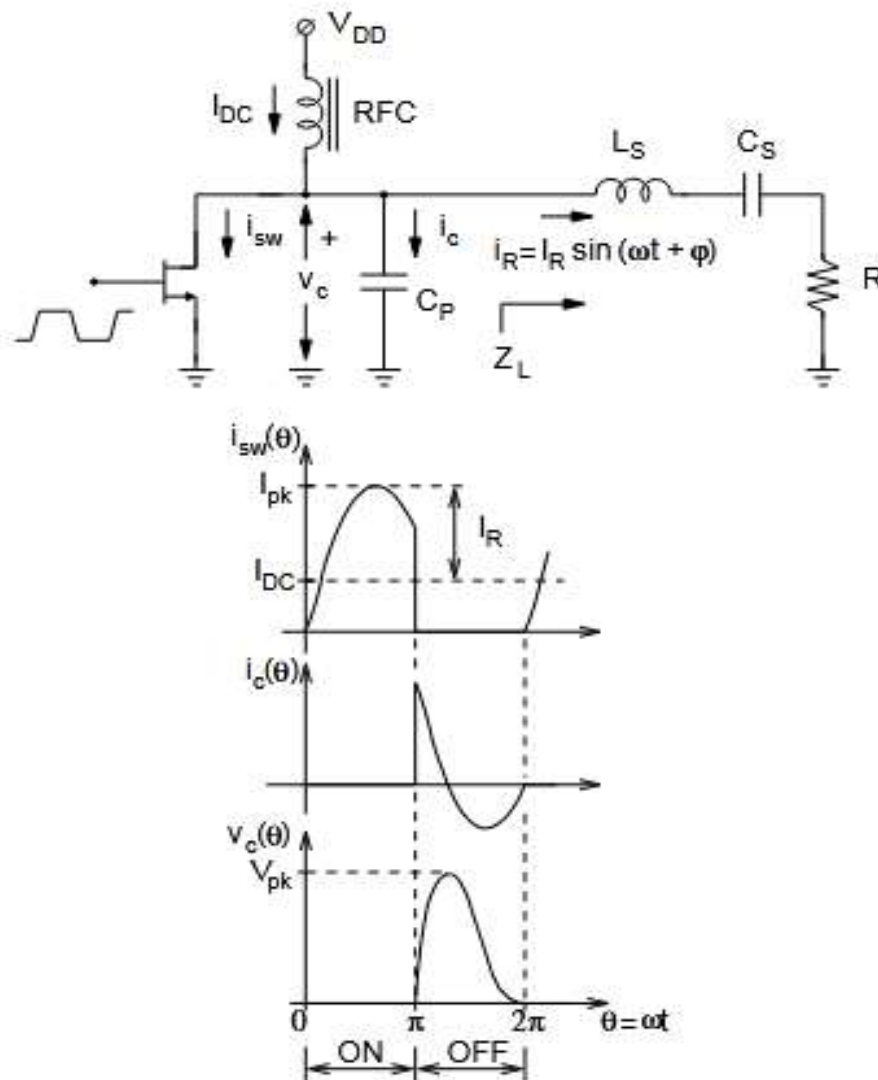 V_DD
I_DC
RFC
L_S
C_S
i_sw
+
v_c
i_c
C_P
i_R = I_R sin (ωt + φ)
Z_L
R
i_sw(θ)
I_pk
I_R
I_DC
i_c(θ)
v_c(θ)
V_pk
0
π
2π
θ = ωt
ON
OFF